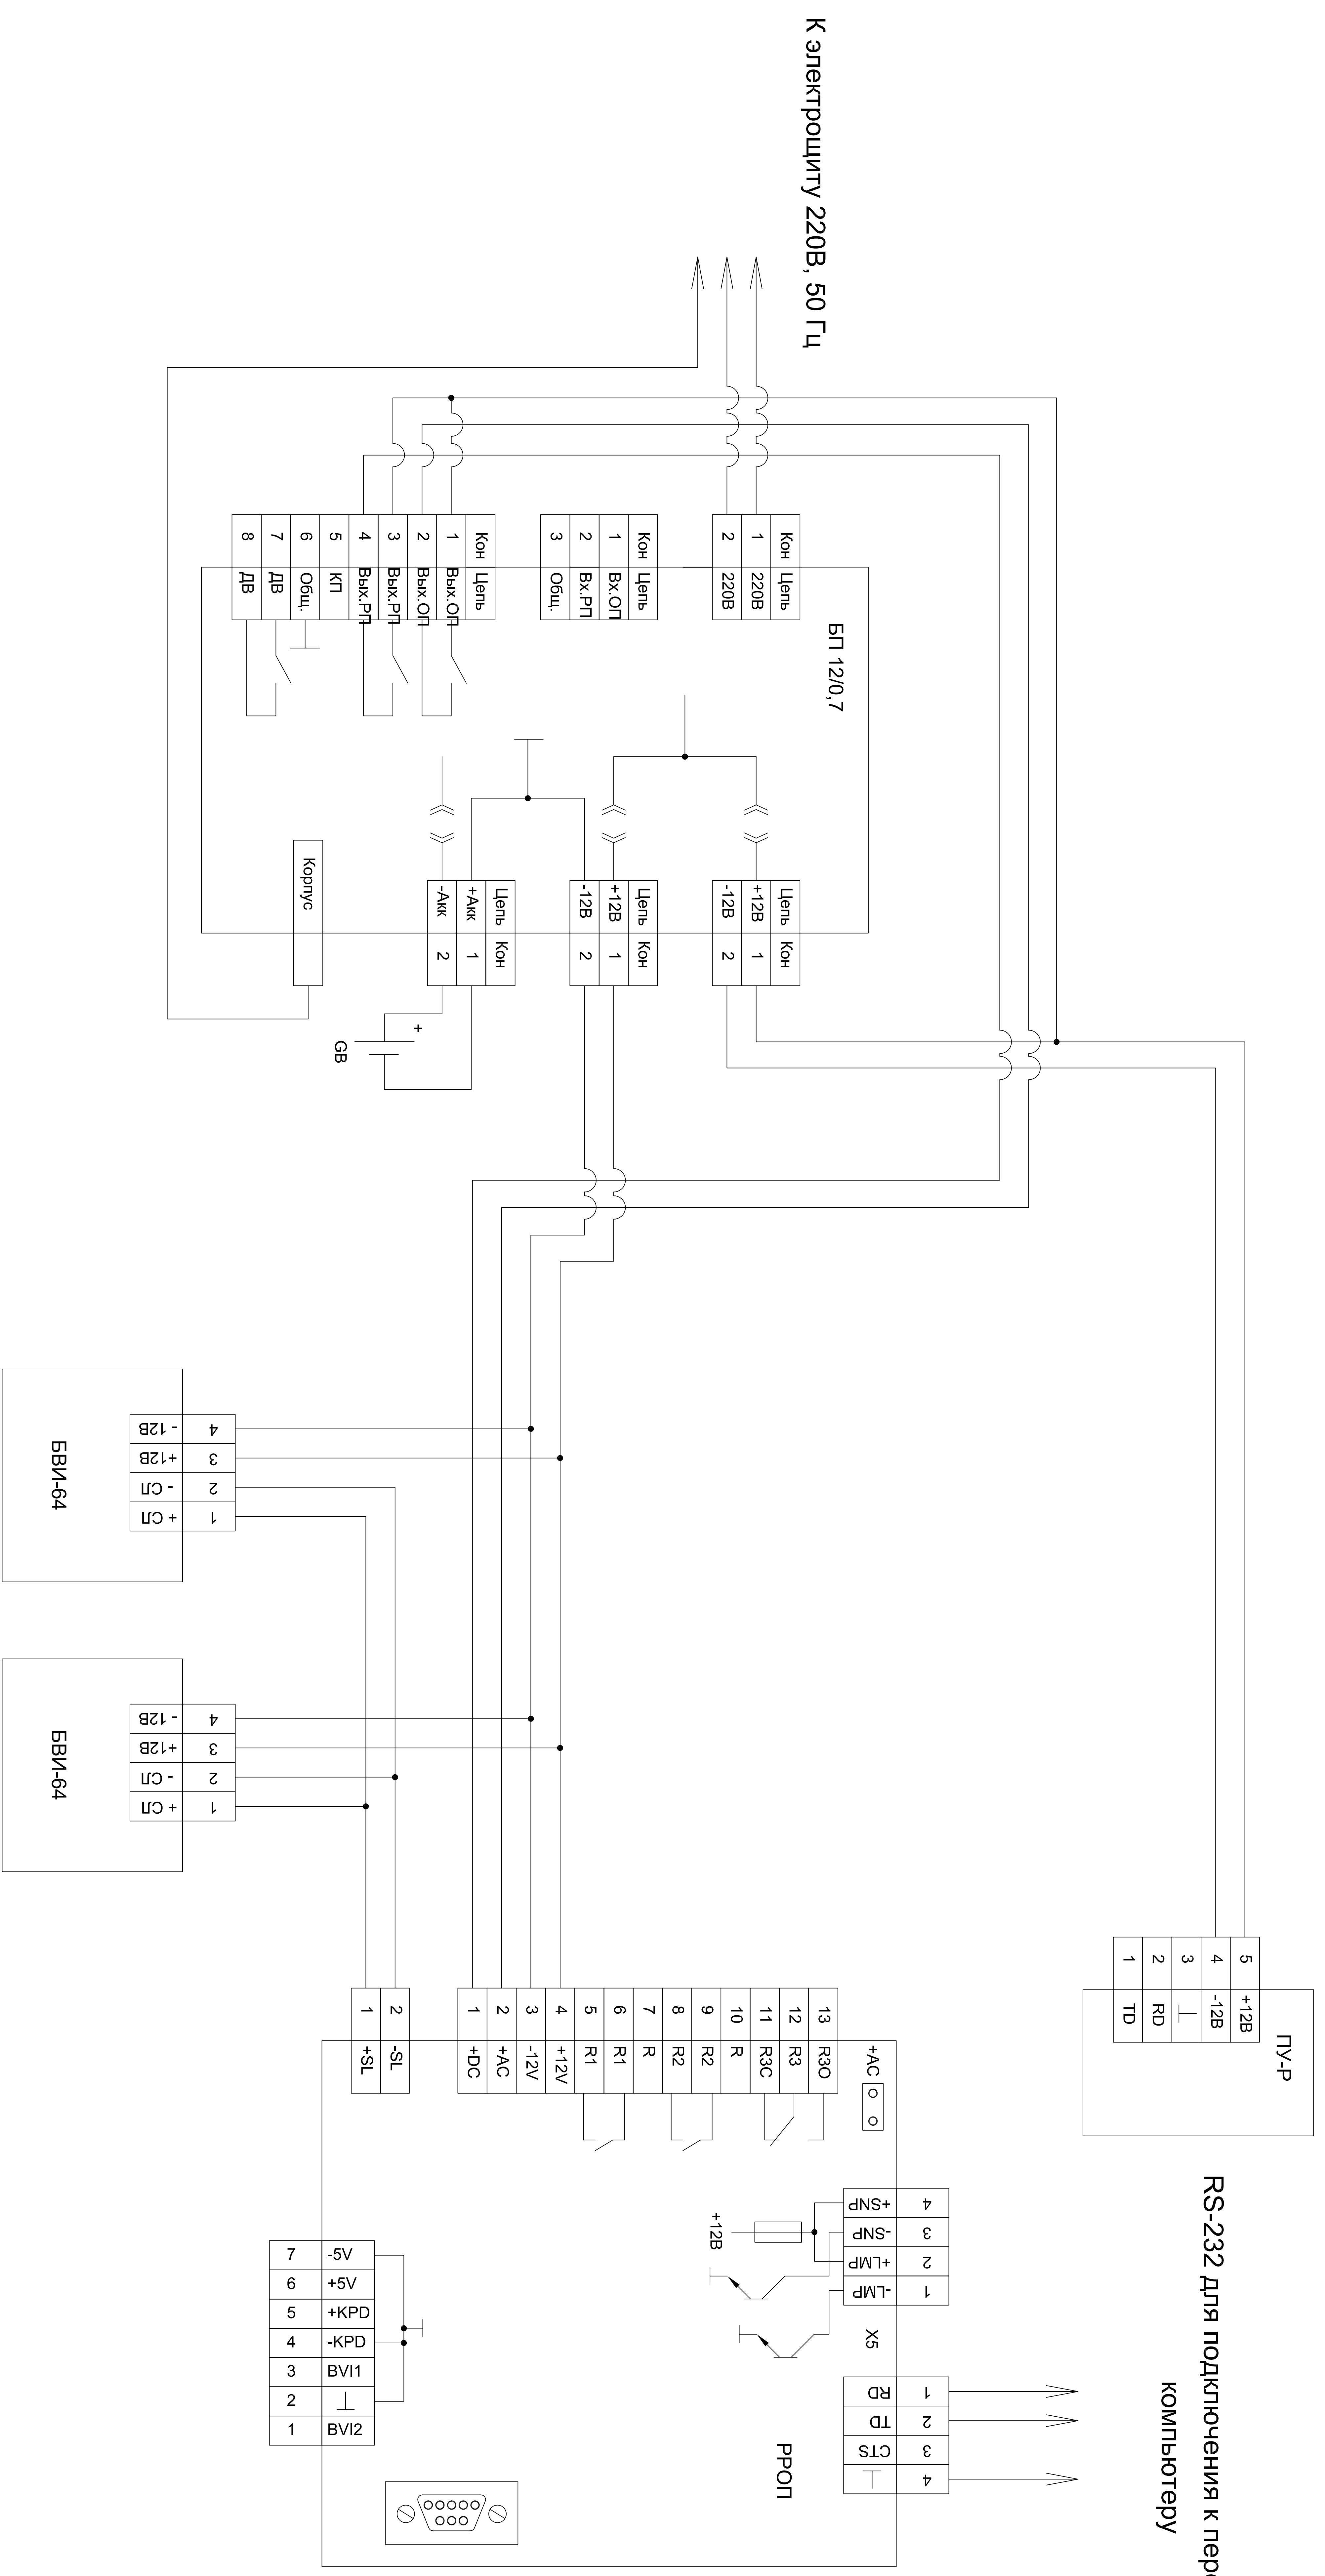 К электрощиту 220В, 50 Гц
БП 12/0,7
Кон Цепь
1 220В
2 220В
Кон Цепь
1 Вх.ОП
2 Вх.РП
3 Общ.
Кон Цепь
1 Вых.ОП
2 Вых.ОП
3 Вых.РП
4 Вых.РП
5 КП
6 Общ.
7 ДВ
8 ДВ
Цепь Кон
+12В 1
-12В 2
Цепь Кон
+12В 1
-12В 2
Цепь Кон
+Акк 1
-Акк 2
Корпус
+
GB
БВИ-64
4 - 12В
3 +12В
2 - СЛ
1 + СЛ
БВИ-64
4 - 12В
3 +12В
2 - СЛ
1 + СЛ
ПУ-Р
5 +12В
4 -12В
3
2 RD
1 TD
RS-232 для подключения к
компьютеру
+АС
13 R3O
12 R3
11 R3C
10 R
9 R2
8 R2
7 R
6 R1
5 R1
4 +12V
3 -12V
2 +AC
1 +DC
2 -SL
1 +SL
4 +SNP
3 -SNP
2 +LMP
1 -LMP
+12В
X5
1 RD
2 TD
3 CTS
4
РРОП
7 -5V
6 +5V
5 +KPD
4 -KPD
3 BVI1
2
1 BVI2